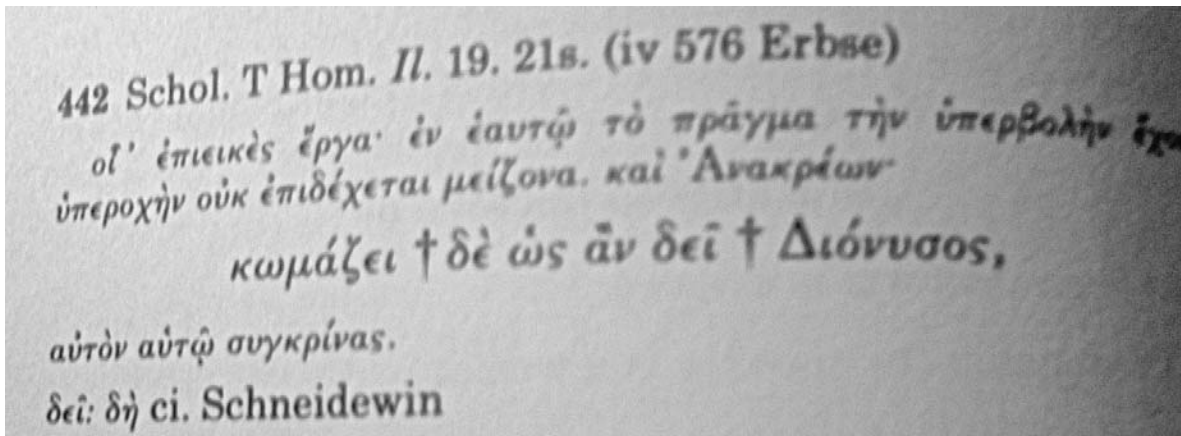 442 Schol. T Hom. Il. 19. 21s. (iv 576 Erbse)
οἷ’ ἐπιεικὲς ἔργα· ἐν ἑαυτῷ τὸ πρᾶγμα τὴν ὑπερβολὴν
ὑπεροχὴν οὐκ ἐπιδέχεται μείζονα. καὶ Ἀνακρέων·
κωμάζει †δὲ ὡς ἂν δεῖ† Διόνυσος,
αὐτὸν αὑτῷ συγκρίνας.
δεῖ: δὴ ci. Schneidewin